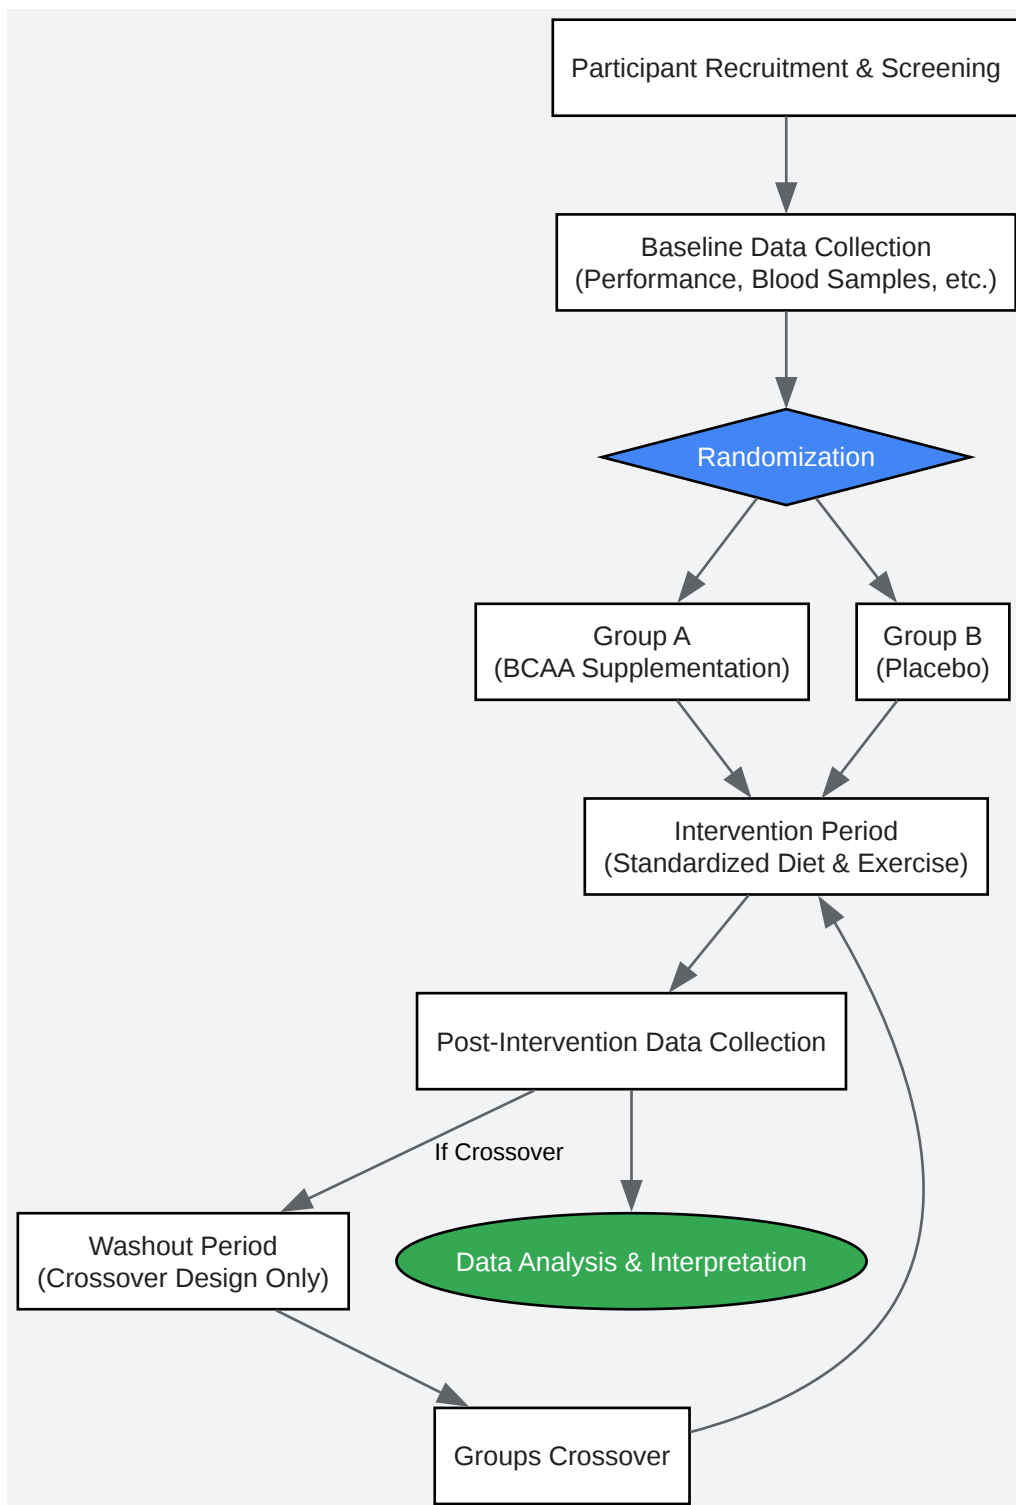 Participant Recruitment & Screening
Baseline Data Collection
(Performance, Blood Samples, etc.)
Randomization
Group A
(BCAA Supplementation)
Group B
(Placebo)
Intervention Period
(Standardized Diet & Exercise)
Post-Intervention Data Collection
If Crossover
Washout Period
(Crossover Design Only)
Data Analysis & Interpretation
Groups Crossover